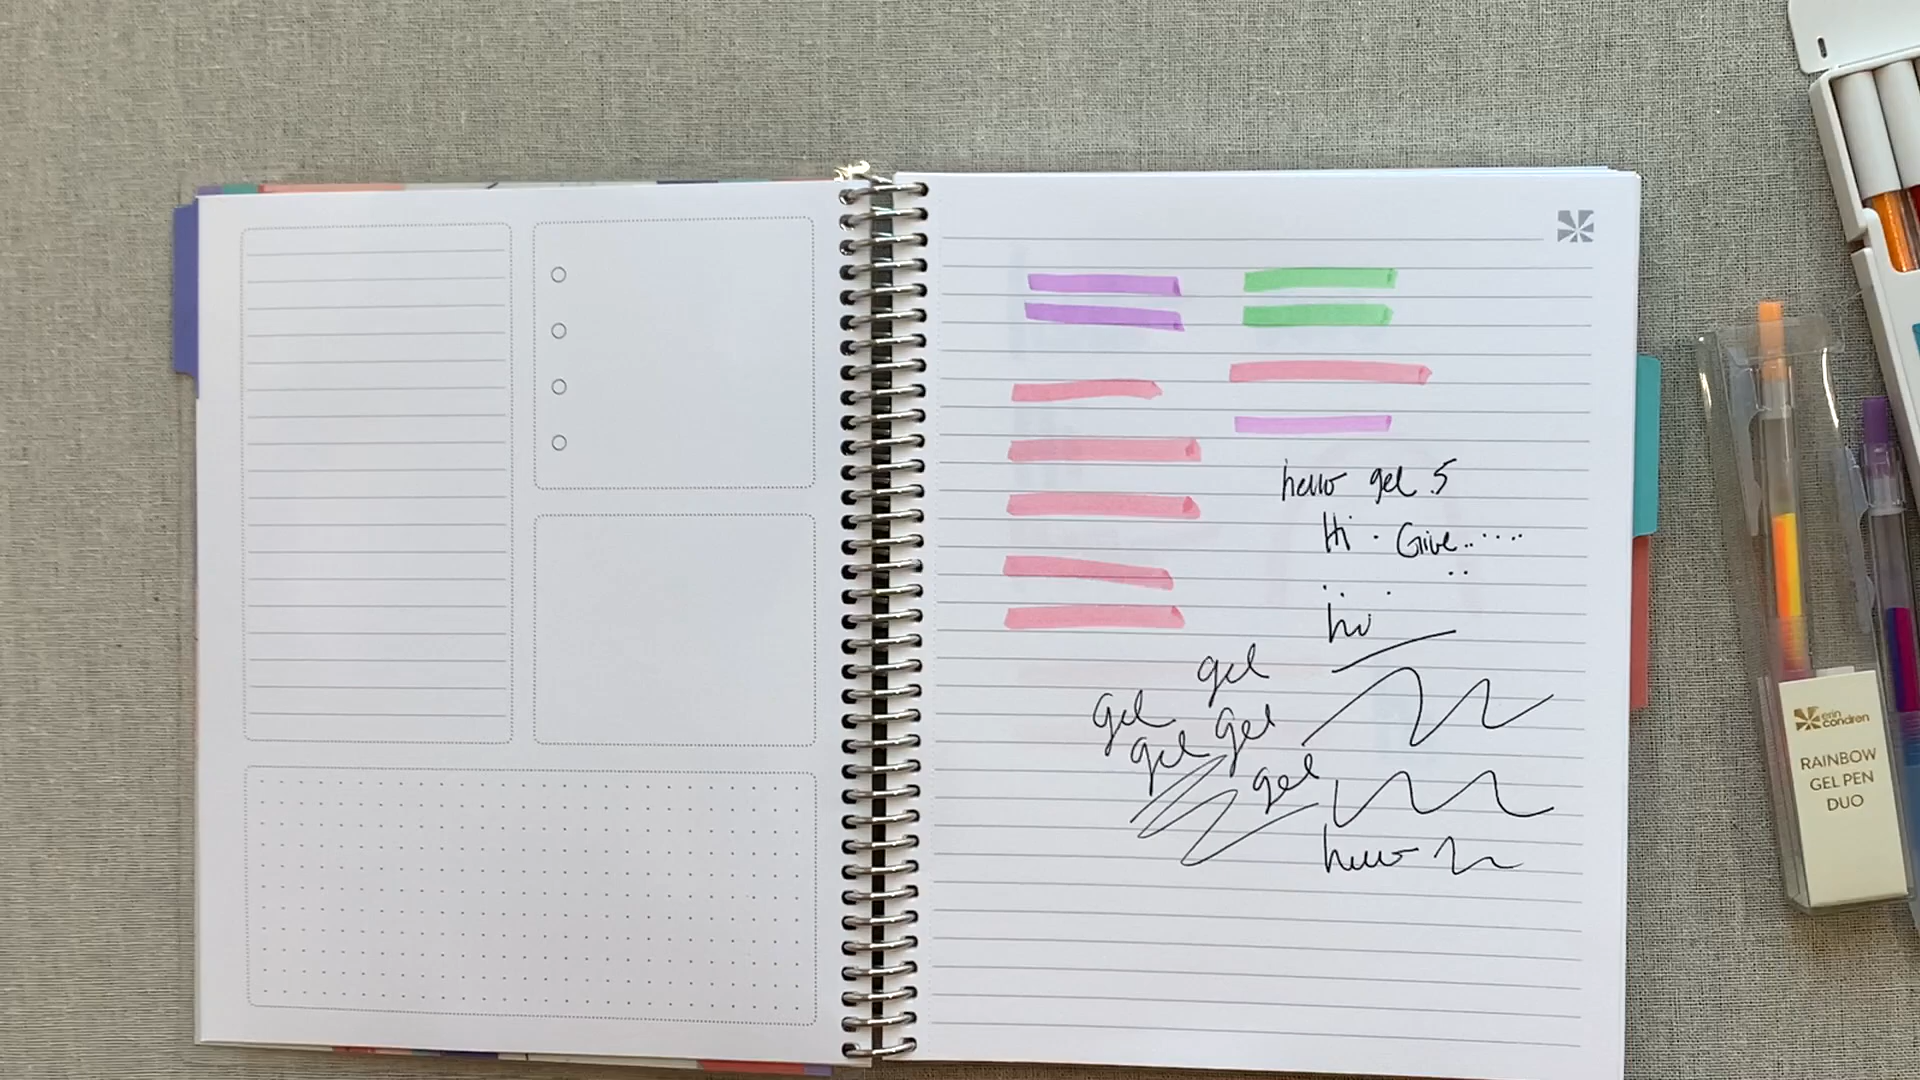 hello gel .5
Hi . Give.......
hi
gel
gel gel
gel
gel
hello
erin condren
RAINBOW
GEL PEN
DUO